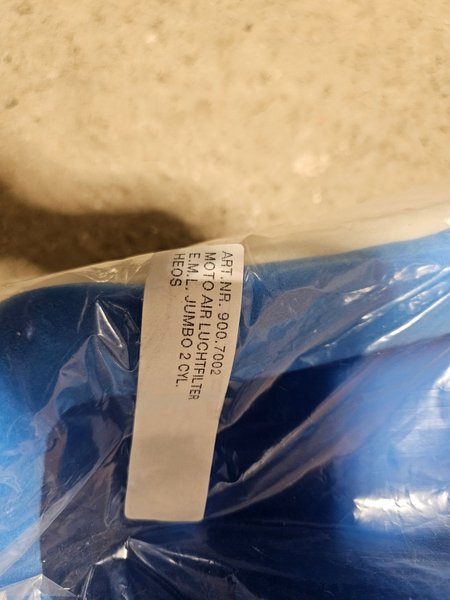 ART.NR. 900.7002
MOTO AIR LUCHTFILTER
E.M.L. JUMBO 2 CYL.
HEOS